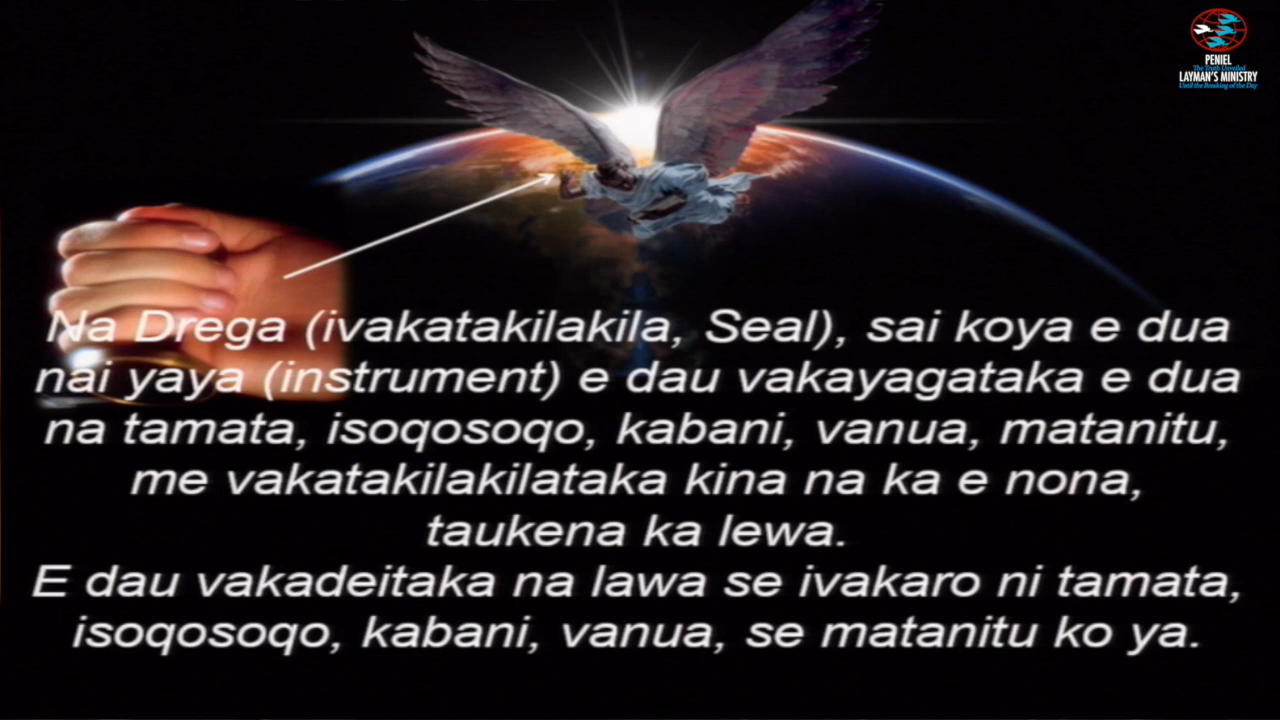 PENIEL
The Truth Unveiled
LAYMAN'S MINISTRY
Until the Breaking of the Day
Na Drega (ivakatakilakila, Seal), sai koya e dua
nai yaya (instrument) e dau vakayagataka e dua
na tamata, isoqosoqo, kabani, vanua, matanitu,
me vakatakilakilataka kina na ka e nona,
taukena ka lewa.
E dau vakadeitaka na lawa se ivakaro ni tamata,
isoqosoqo, kabani, vanua, se matanitu ko ya.